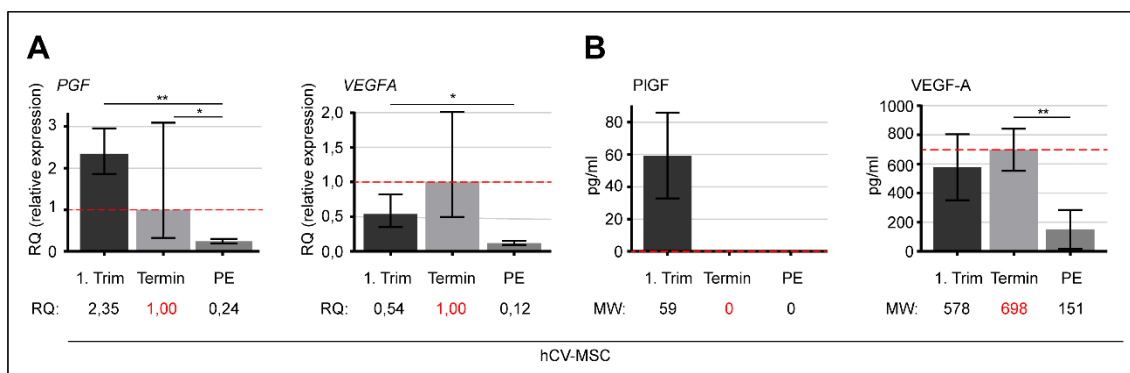 A
PGF
**
*
RQ (relative expression)
3
2
1
0
1. Trim Termin PE
RQ: 2,35 1,00 0,24
VEGFA
*
RQ (relative expression)
2,0
1,5
1,0
0,5
0,0
1. Trim Termin PE
RQ: 0,54 1,00 0,12
B
PlGF
pg/ml
80
60
40
20
0
1. Trim Termin PE
MW: 59 0 0
VEGF-A
**
pg/ml
1000
800
600
400
200
0
1. Trim Termin PE
MW: 578 698 151
hCV-MSC